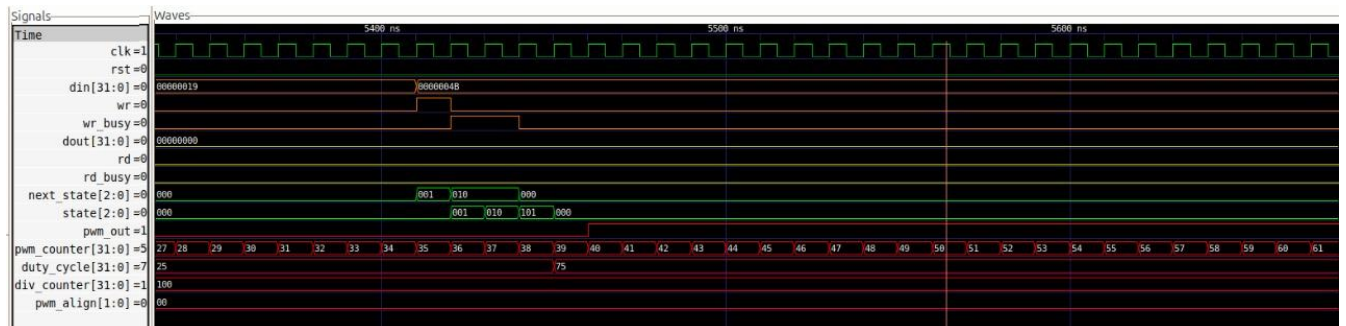 Signals
Waves
Time
5400 ns 5500 ns 5600 ns
clk=1
rst=0
din[31:0]=0 00000019 0000004B
wr=0
wr_busy=0
dout[31:0]=0 00000000
rd=0
rd_busy=0
next_state[2:0]=0 000 001 010 000
state[2:0]=0 000 001 010 101 000
pwm_out=1
pwm_counter[31:0]=5 27 28 29 30 31 32 33 34 35 36 37 38 39 40 41 42 43 44 45 46 47 48 49 50 51 52 53 54 55 56 57 58 59 60 61
duty_cycle[31:0]=7 25 75
div_counter[31:0]=1 100
pwm_align[1:0]=0 00